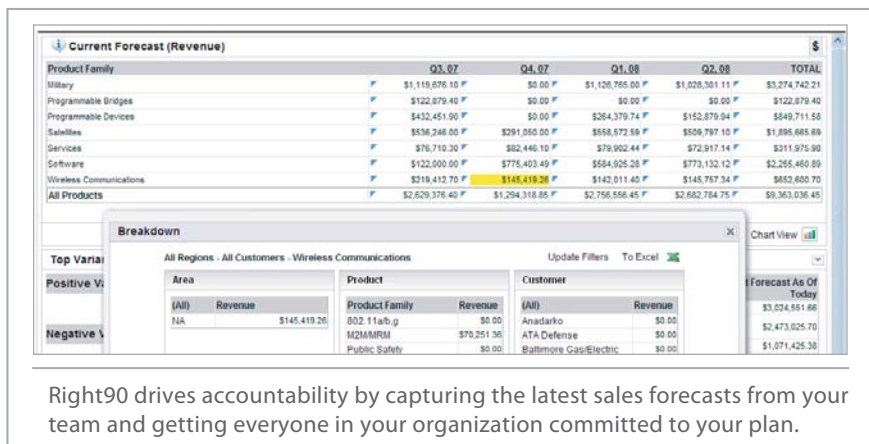 Current Forecast (Revenue) $
Product Family Q3, 07 Q4, 07 Q1, 08 Q2, 08 TOTAL
Military $1,119,676.10 $0.00 $1,126,765.00 $1,028,301.11 $3,274,742.21
Programmable Bridges $122,879.40 $0.00 $0.00 $0.00 $122,879.40
Programmable Devices $432,451.90 $0.00 $264,379.74 $152,879.94 $849,711.58
Satellites $536,246.00 $291,050.00 $558,572.59 $509,797.10 $1,895,665.69
Services $76,710.30 $82,446.10 $79,902.44 $72,917.14 $311,975.98
Software $122,000.00 $775,403.49 $584,925.28 $773,132.12 $2,255,460.89
Wireless Communications $219,412.70 $145,419.26 $142,011.40 $145,757.34 $652,600.70
All Products $2,629,376.40 $1,294,318.85 $2,756,556.45 $2,682,784.75 $9,363,036.45
Breakdown
Chart View
All Regions - All Customers - Wireless Communications Update Filters To Excel
Top Varia
Area Product Customer
Positive Va
t Forecast As Of
Today
(All) Revenue Product Family Revenue (All) Revenue
$3,024,551.66
NA $145,419.26 802.11a/b,g $0.00 Anadarko $0.00
M2M/MRM $70,251.36 ATA Defense $0.00
$2,473,025.70
Negative V
Public Safety $0.00 Baltimore Gas/Electric $0.00
$1,071,425.38
Right90 drives accountability by capturing the latest sales forecasts from your
team and getting everyone in your organization committed to your plan.